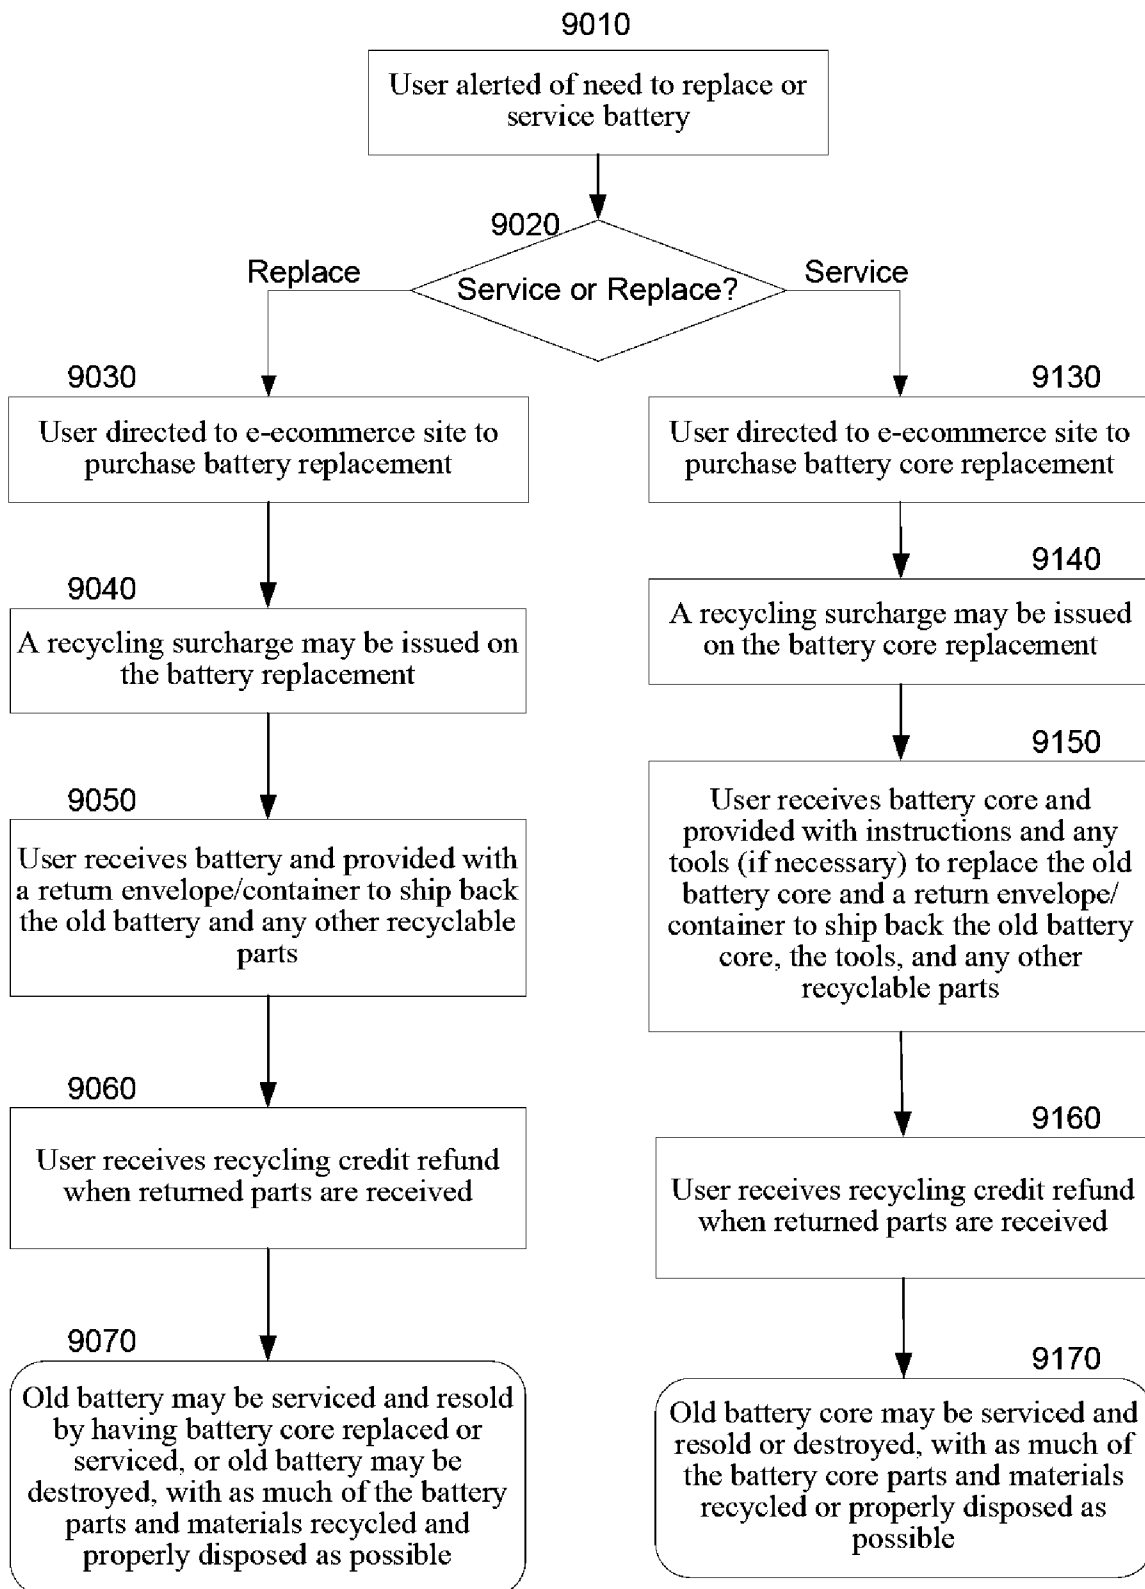 9010
User alerted of need to replace or
service battery
9020
Replace
Service or Replace?
Service
9030
User directed to e-ecommerce site to
purchase battery replacement
9040
A recycling surcharge may be issued on
the battery replacement
9050
User receives battery and provided with
a return envelope/container to ship back
the old battery and any other recyclable
parts
9060
User receives recycling credit refund
when returned parts are received
9070
Old battery may be serviced and resold
by having battery core replaced or
serviced, or old battery may be
destroyed, with as much of the battery
parts and materials recycled and
properly disposed as possible
9130
User directed to e-ecommerce site to
purchase battery core replacement
9140
A recycling surcharge may be issued
on the battery core replacement
9150
User receives battery core and
provided with instructions and any
tools (if necessary) to replace the old
battery core and a return envelope/
container to ship back the old battery
core, the tools, and any other
recyclable parts
9160
User receives recycling credit refund
when returned parts are received
9170
Old battery core may be serviced and
resold or destroyed, with as much of
the battery core parts and materials
recycled or properly disposed as
possible